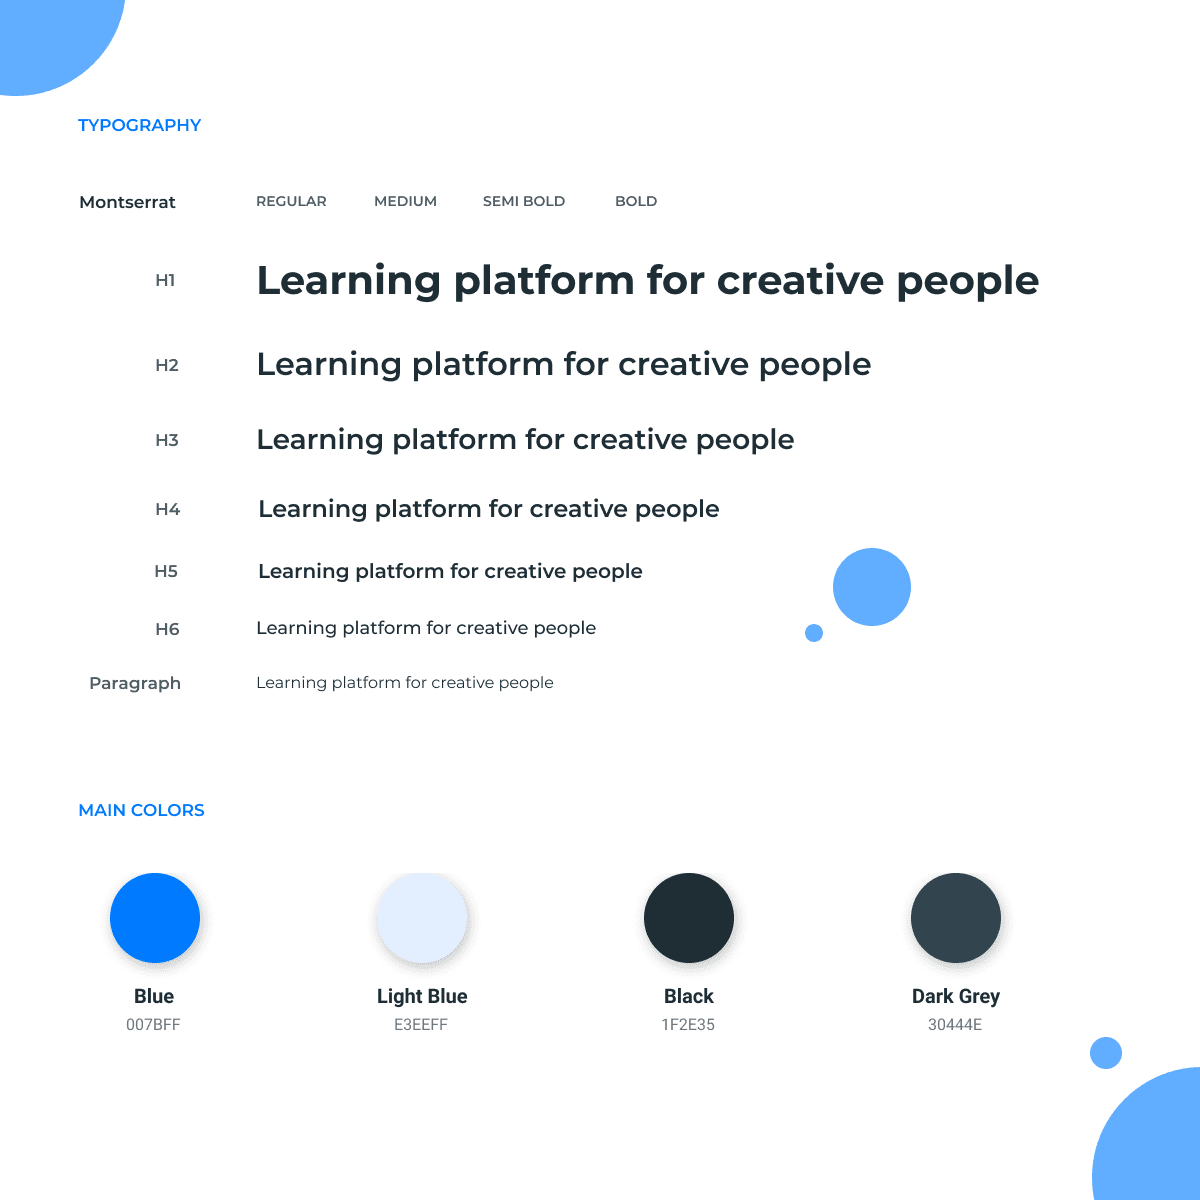 TYPOGRAPHY
Montserrat REGULAR MEDIUM SEMI BOLD BOLD
H1 Learning platform for creative people
H2 Learning platform for creative people
H3 Learning platform for creative people
H4 Learning platform for creative people
H5 Learning platform for creative people
H6 Learning platform for creative people
Paragraph Learning platform for creative people
MAIN COLORS
Blue Light Blue Black Dark Grey
007BFF E3EEFF 1F2E35 30444E